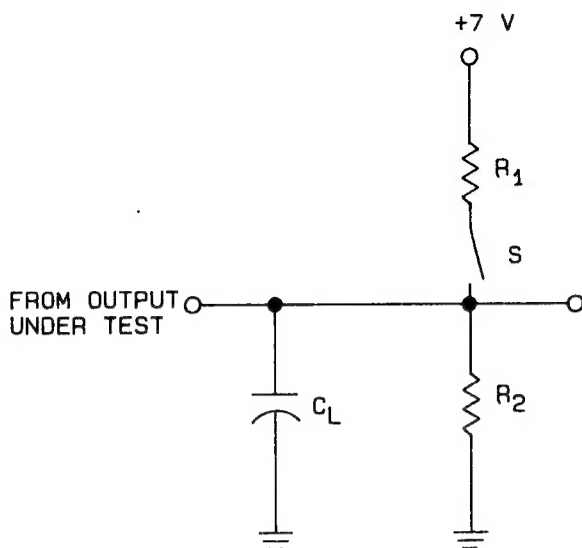 +7 V
R1
S
FROM OUTPUT
UNDER TEST
CL
R2